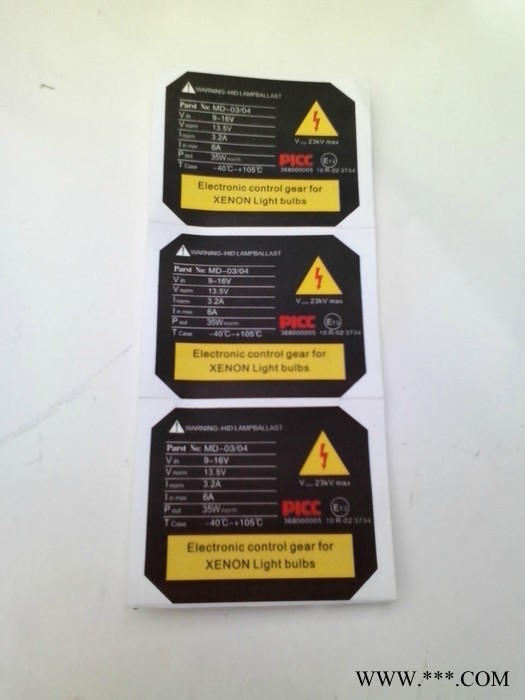 WARNING-HID LAMPBALLAST
Parst No: MD-03/04
V in 9-16V
V norm 13.5V
I norm 3.2A
I in max 6A
P out 35W norm
T Case -40℃-+105℃
V 23kV max
PICC E13
368000005 10 R-02 3734
Electronic control gear for
XENON Light bulbs
WARNING-HID LAMPBALLAST
Parst No: MD-03/04
V in 9-16V
V norm 13.5V
I norm 3.2A
I in max 6A
P out 35W norm
T Case -40℃-+105℃
V 23kV max
PICC E13
368000005 10 R-02 3734
Electronic control gear for
XENON Light bulbs
WARNING-HID LAMPBALLAST
Parst No: MD-03/04
V in 9-16V
V norm 13.5V
I norm 3.2A
I in max 6A
P out 35W norm
T Case -40℃-+105℃
V 23kV max
PICC E13
368000005 10 R-02 3734
Electronic control gear for
XENON Light bulbs
WWW.***.COM